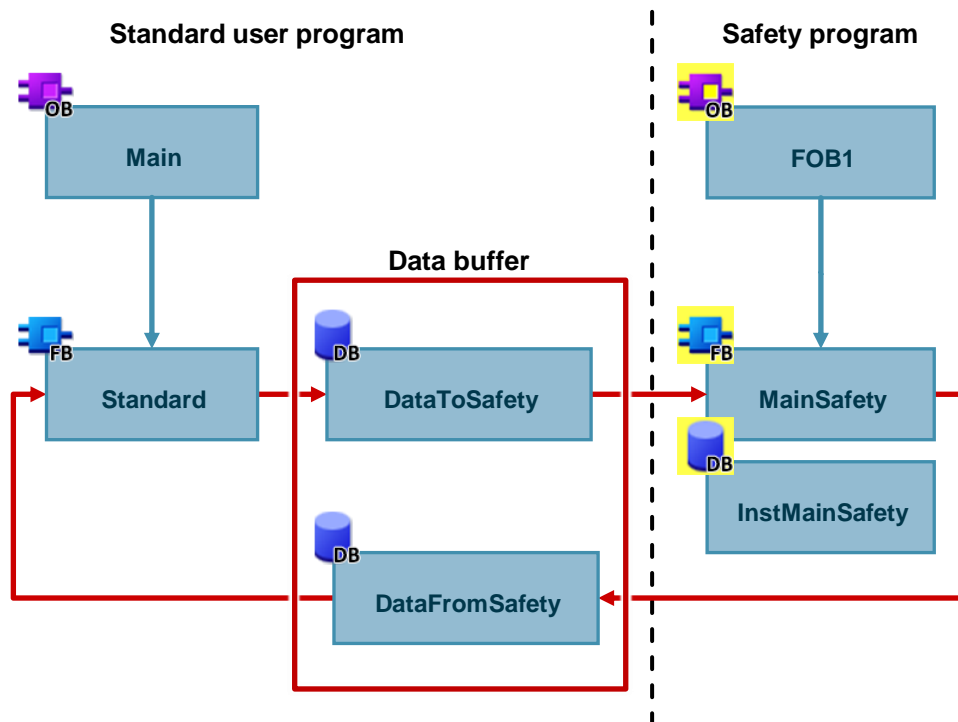 Standard user program
Safety program
OB
Main
OB
FOB1
Data buffer
FB
Standard
DB
DataToSafety
FB
MainSafety
DB
InstMainSafety
DB
DataFromSafety